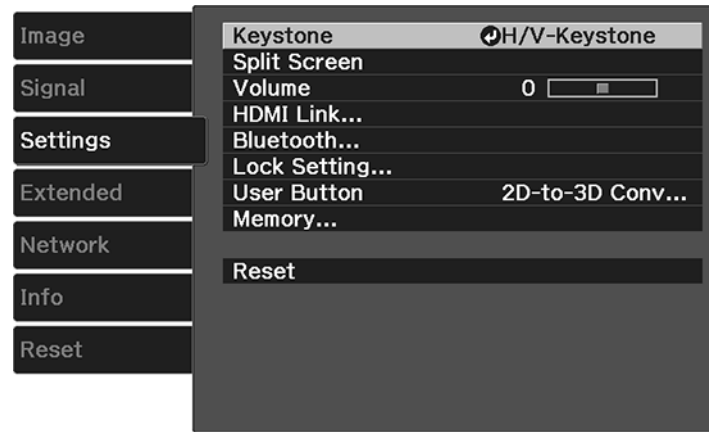 Image
Signal
Settings
Extended
Network
Info
Reset
Keystone H/V-Keystone
Split Screen
Volume 0
HDMI Link...
Bluetooth...
Lock Setting...
User Button 2D-to-3D Conv...
Memory...
Reset